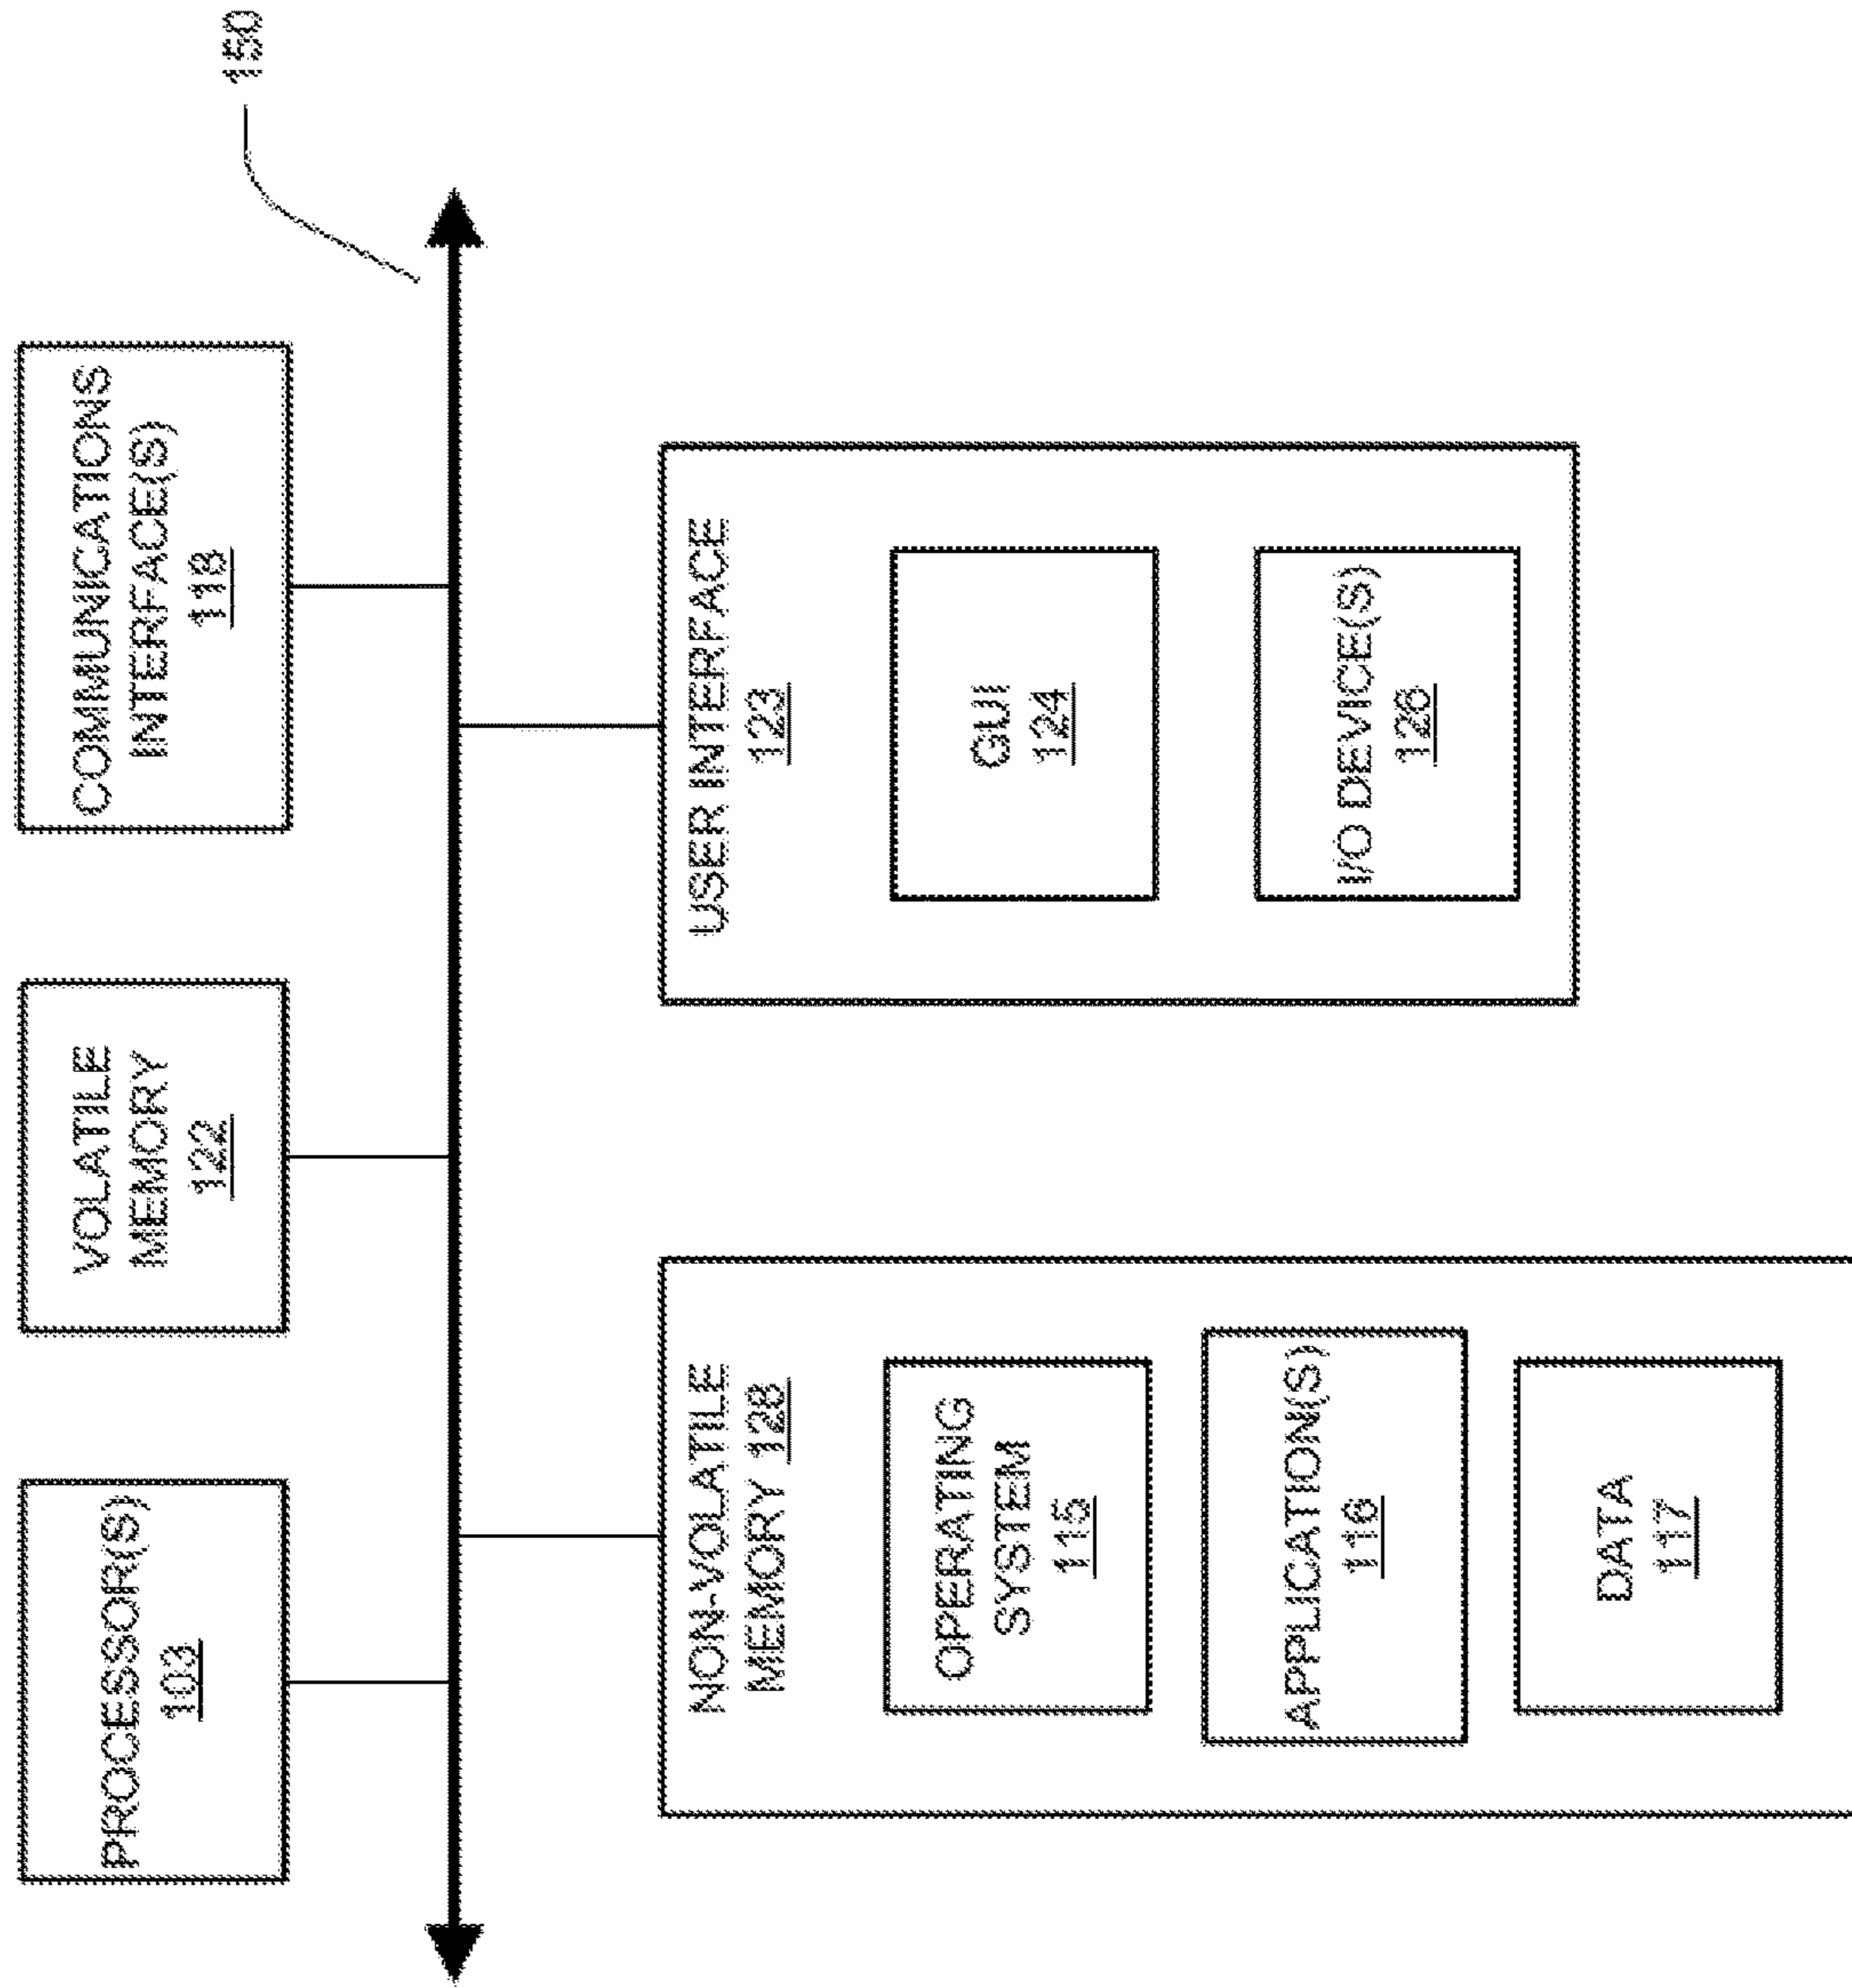 PROCESSOR(S)
103
VOLATILE
MEMORY
122
COMMUNICATIONS
INTERFACE(S)
118
150
NON-VOLATILE
MEMORY 128
OPERATING
SYSTEM
115
APPLICATION(S)
116
DATA
117
USER INTERFACE
123
GUI
124
I/O DEVICE(S)
126